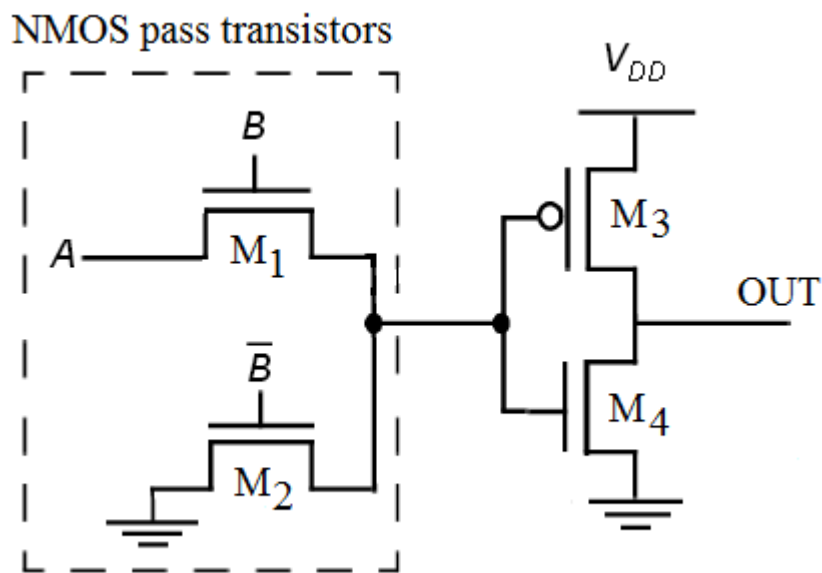 NMOS pass transistors
V_DD
B
M₃
M₁
A
OUT
B̅
M₄
M₂